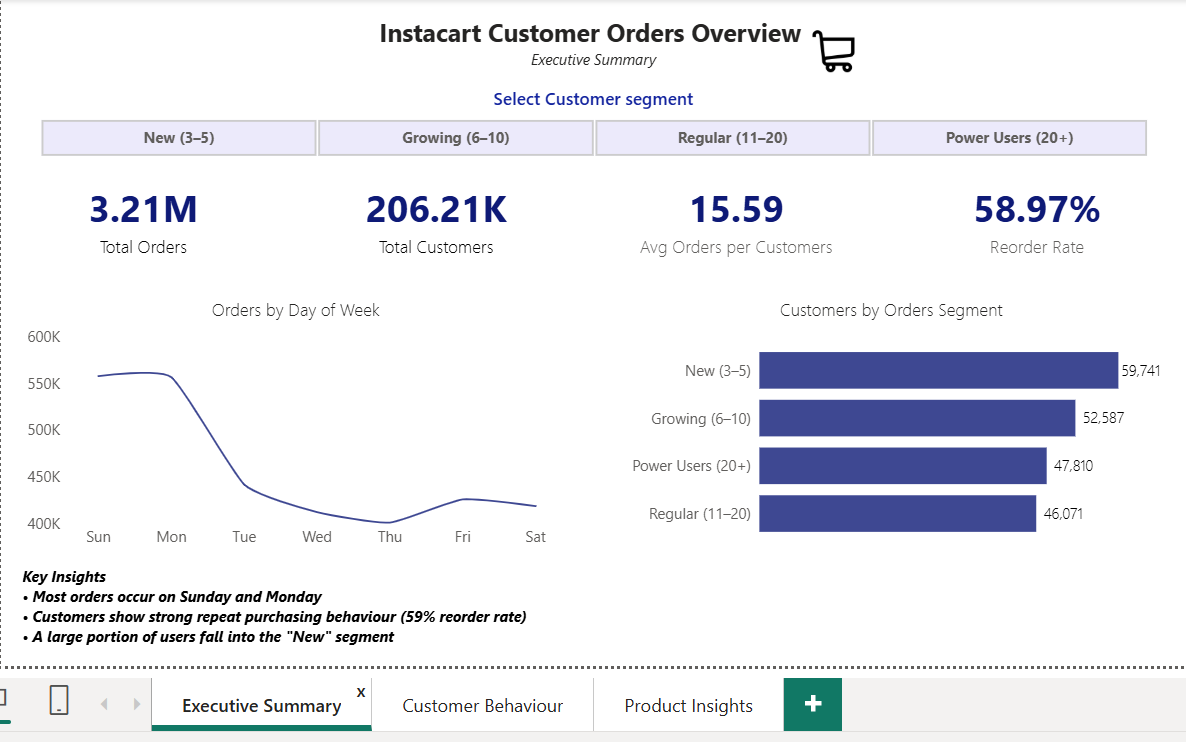 Instacart Customer Orders Overview
Executive Summary
Select Customer segment
New (3–5) Growing (6–10) Regular (11–20) Power Users (20+)
3.21M 206.21K 15.59 58.97%
Total Orders Total Customers Avg Orders per Customers Reorder Rate
Orders by Day of Week
600K
550K
500K
450K
400K
Sun Mon Tue Wed Thu Fri Sat
Customers by Orders Segment
New (3–5) 59,741
Growing (6–10) 52,587
Power Users (20+) 47,810
Regular (11–20) 46,071
Key Insights
• Most orders occur on Sunday and Monday
• Customers show strong repeat purchasing behaviour (59% reorder rate)
• A large portion of users fall into the "New" segment
Executive Summary x Customer Behaviour Product Insights +